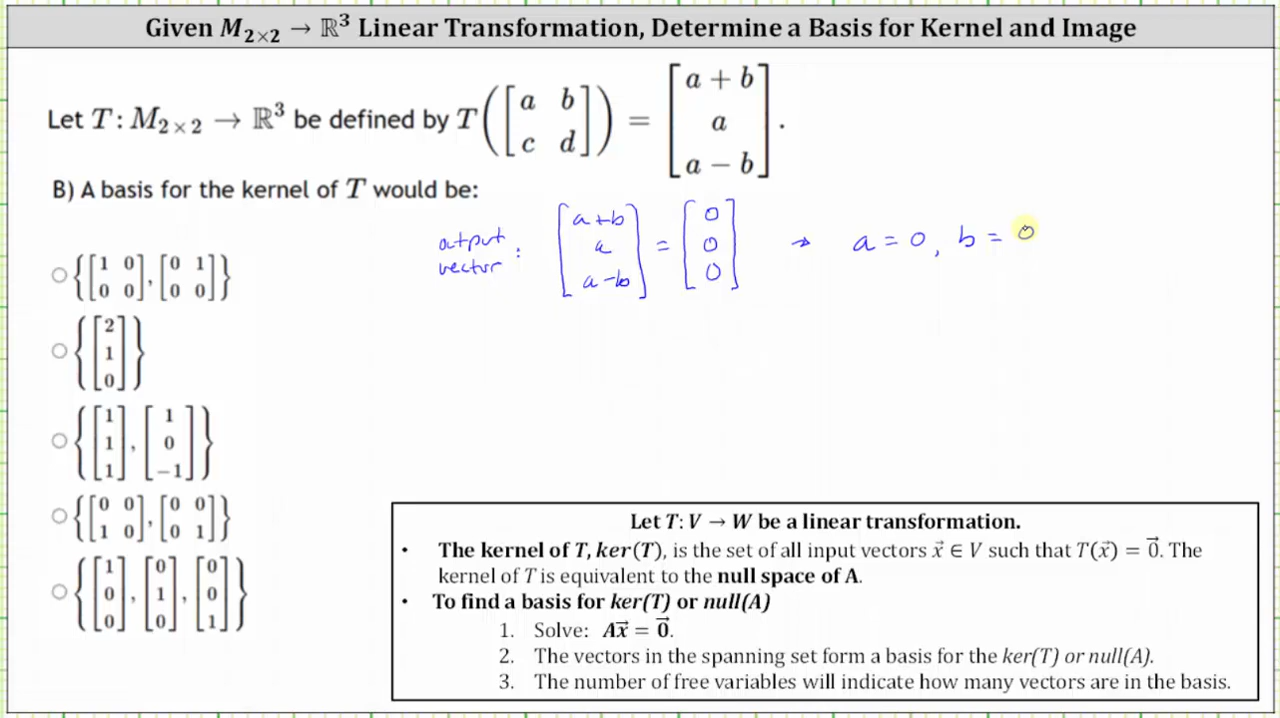 Given M₂ₓ₂ → ℝ³ Linear Transformation, Determine a Basis for Kernel and Image
Let T : M₂ₓ₂ → ℝ³ be defined by T([a b; c d]) = [a + b; a; a − b].
B) A basis for the kernel of T would be:
output vector : [a+b; a; a-b] = [0; 0; 0] → a = 0, b = 0
{[1 0; 0 0], [0 1; 0 0]}
{[2; 1; 0]}
{[1; 1; 1], [1; 0; −1]}
{[0 0; 1 0], [0 0; 0 1]}
{[1; 0; 0], [0; 1; 0], [0; 0; 1]}
Let T: V → W be a linear transformation.
• The kernel of T, ker(T), is the set of all input vectors x⃗ ∈ V such that T(x⃗) = 0⃗. The
kernel of T is equivalent to the null space of A.
• To find a basis for ker(T) or null(A)
1. Solve: Ax⃗ = 0⃗.
2. The vectors in the spanning set form a basis for the ker(T) or null(A).
3. The number of free variables will indicate how many vectors are in the basis.